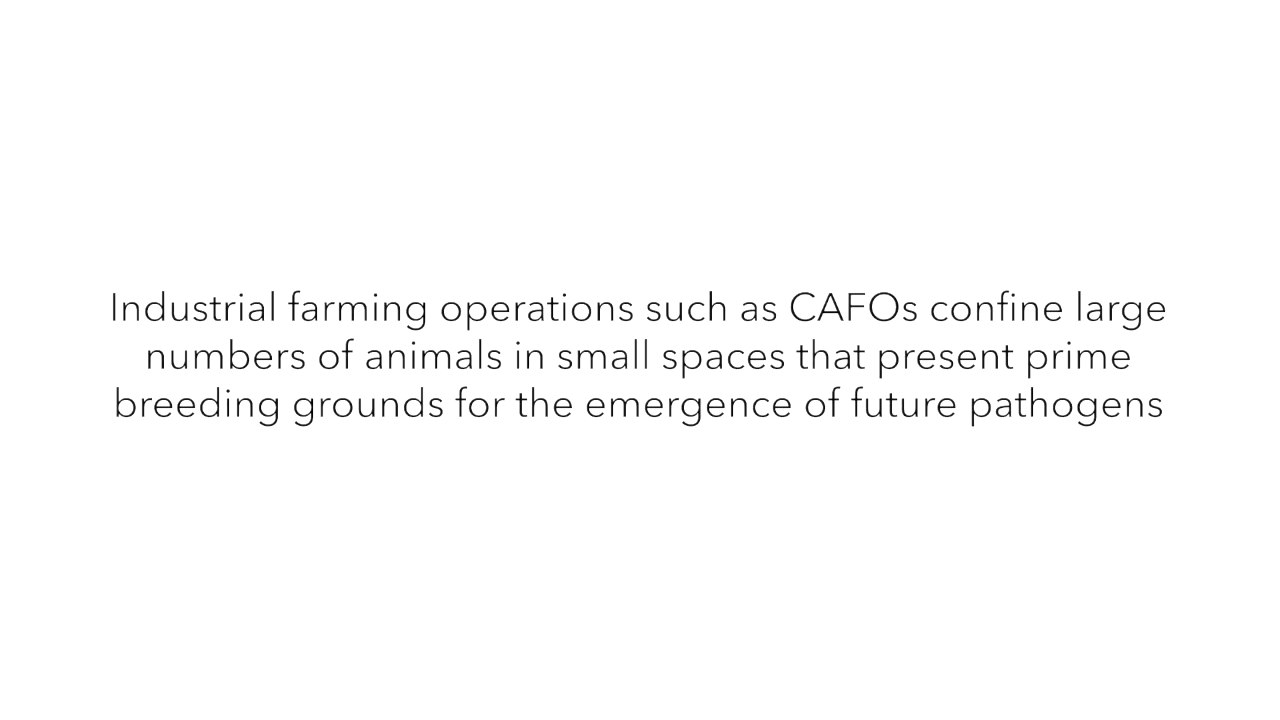 Industrial farming operations such as CAFOs confine large
numbers of animals in small spaces that present prime
breeding grounds for the emergence of future pathogens